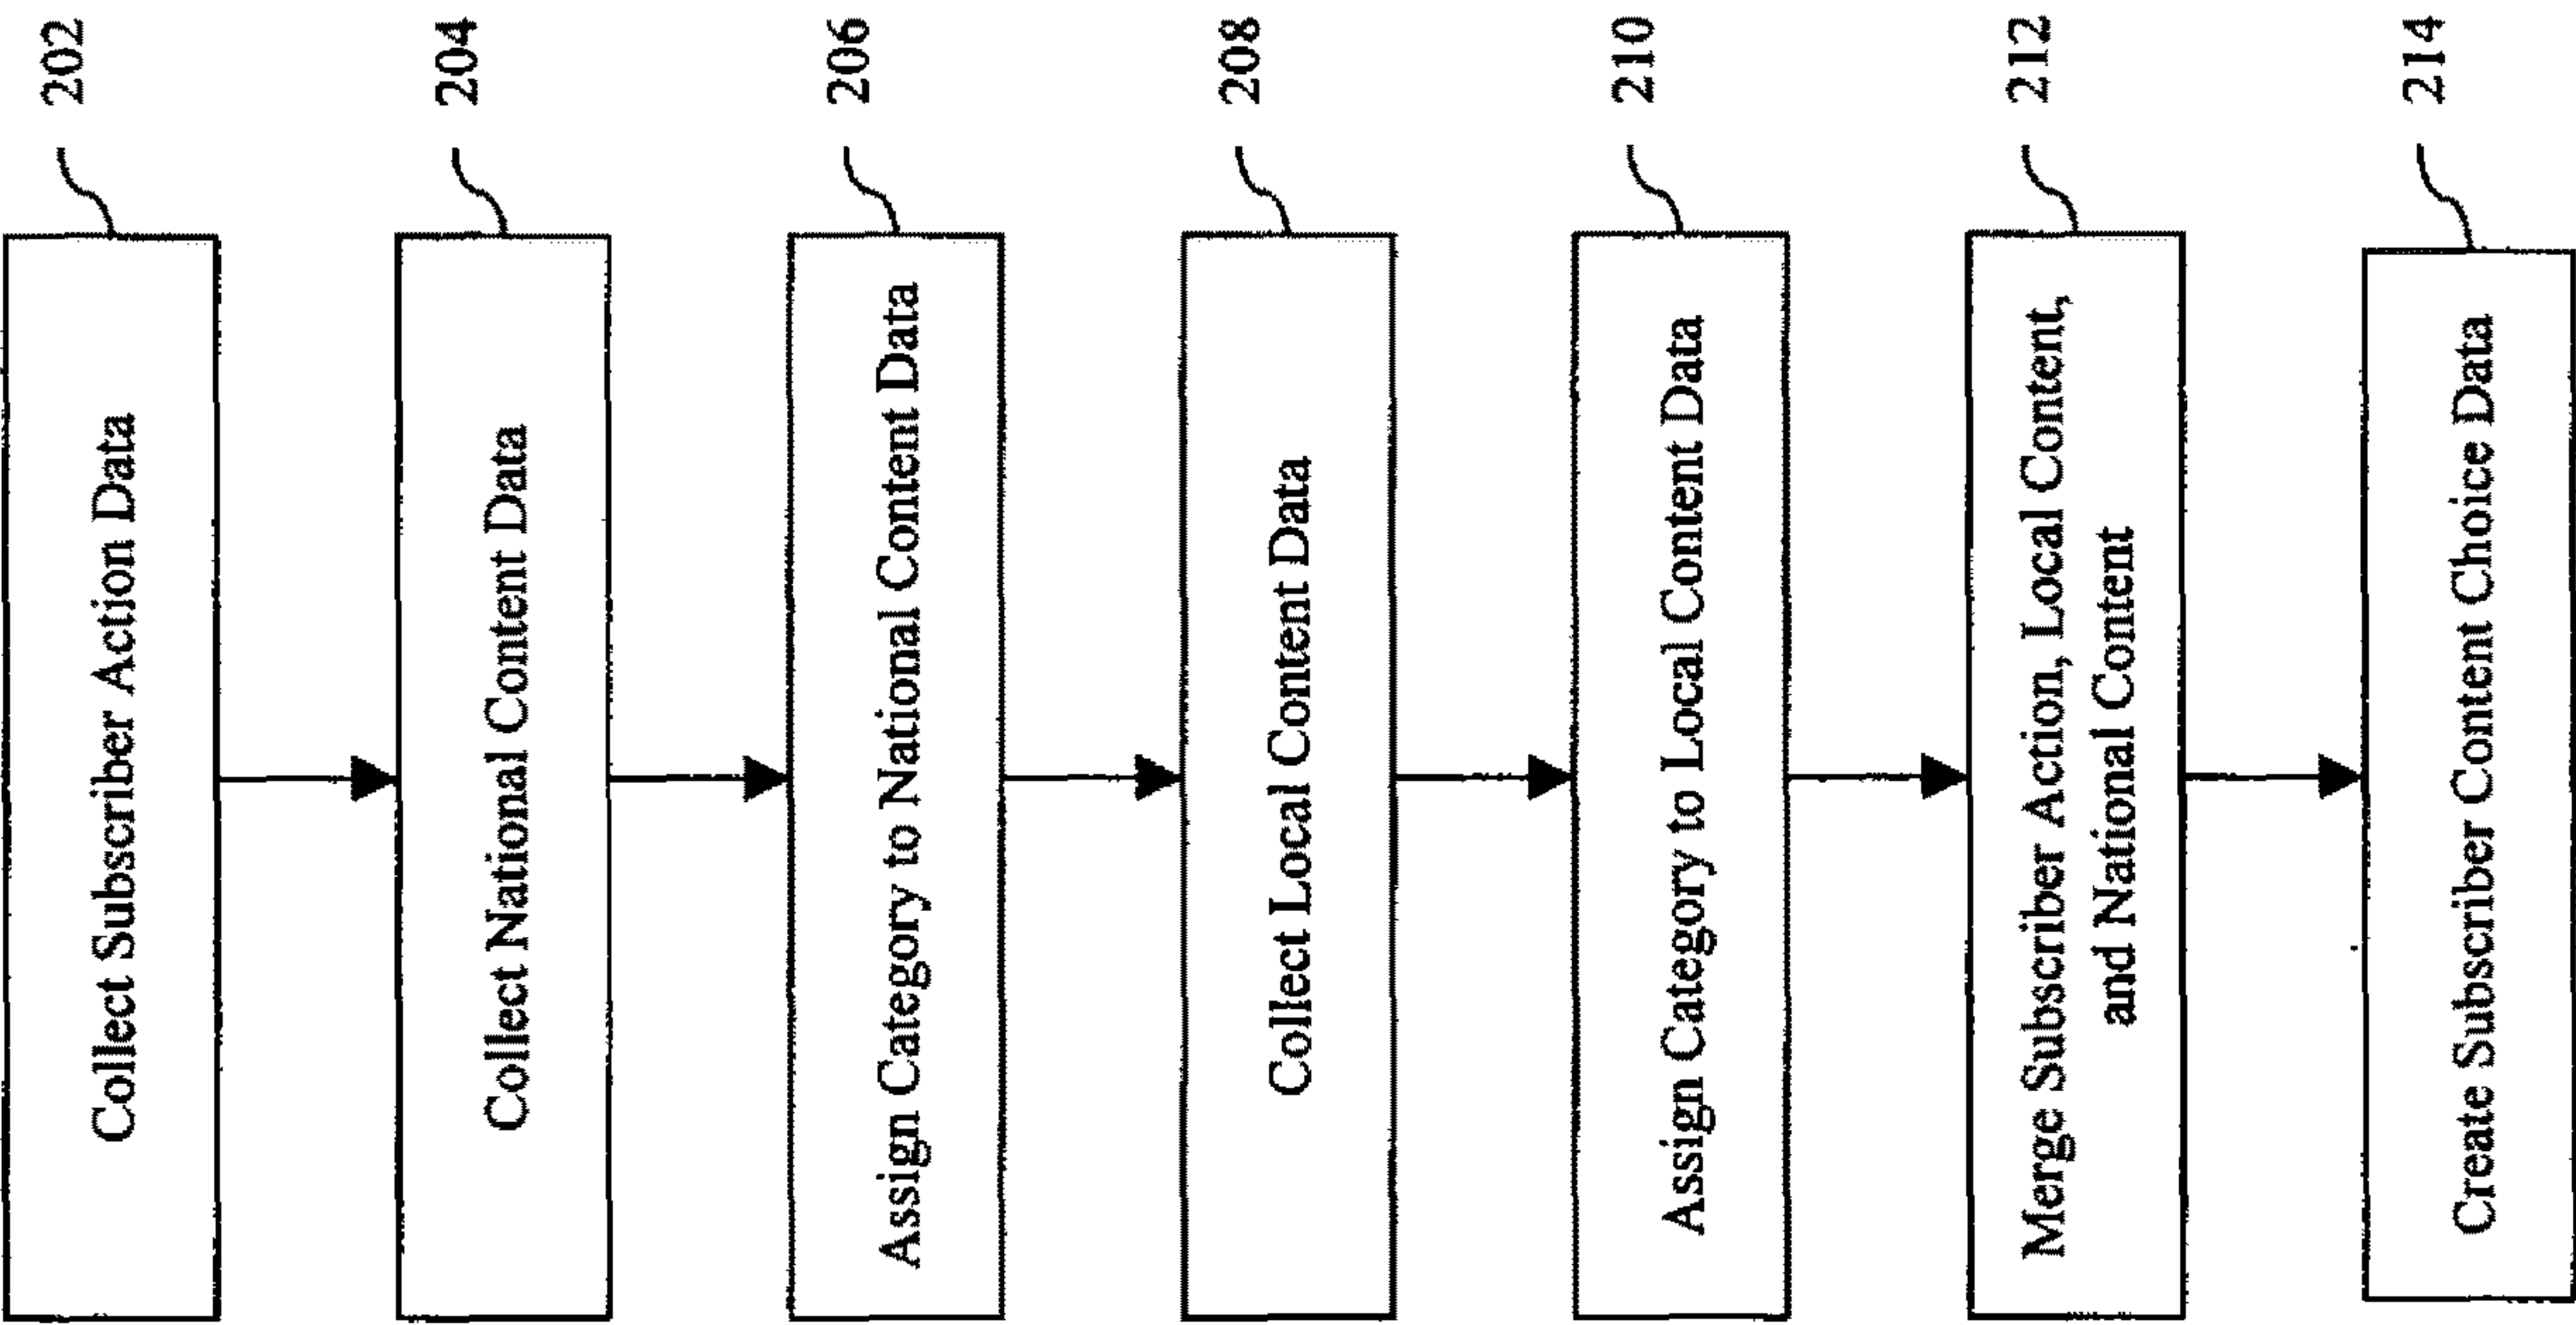 Collect Subscriber Action Data
202
Collect National Content Data
204
Assign Category to National Content Data
206
Collect Local Content Data
208
Assign Category to Local Content Data
210
Merge Subscriber Action, Local Content,
and National Content
212
Create Subscriber Content Choice Data
214